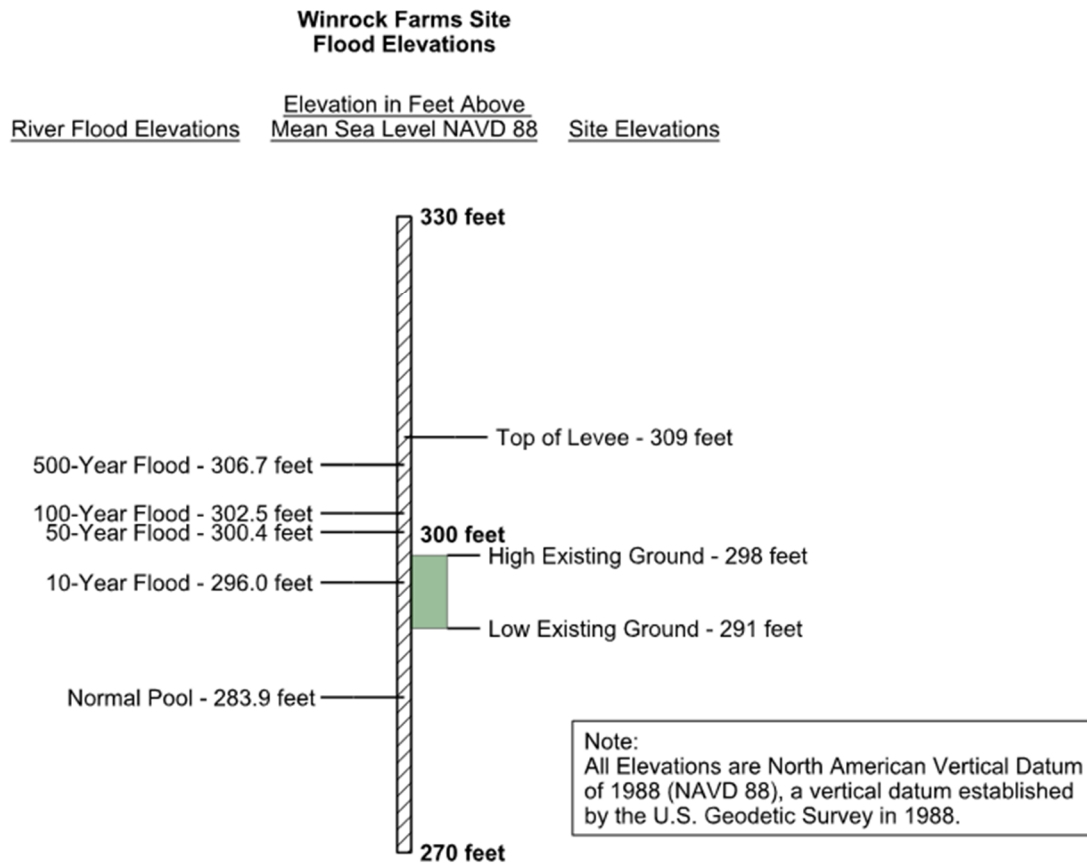 Winrock Farms Site
Flood Elevations
Elevation in Feet Above
River Flood Elevations
Mean Sea Level NAVD 88
Site Elevations
330 feet
Top of Levee - 309 feet
500-Year Flood - 306.7 feet
100-Year Flood - 302.5 feet
50-Year Flood - 300.4 feet
300 feet
High Existing Ground - 298 feet
10-Year Flood - 296.0 feet
Low Existing Ground - 291 feet
Normal Pool - 283.9 feet
Note:
All Elevations are North American Vertical Datum
of 1988 (NAVD 88), a vertical datum established
by the U.S. Geodetic Survey in 1988.
270 feet